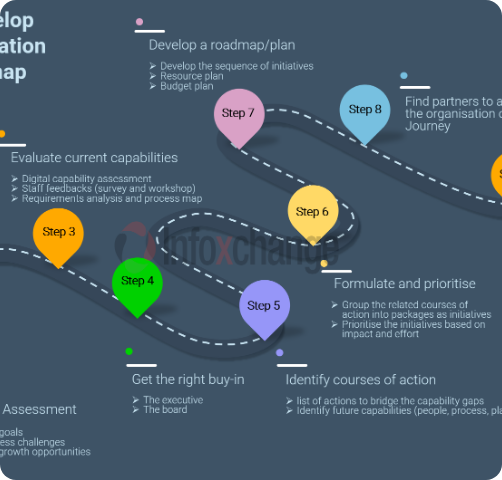 elop
ation
map
Develop a roadmap/plan
➢ Develop the sequence of initiatives
➢ Resource plan
➢ Budget plan
Step 7
Step 8
Find partners to a
the organisation
Journey
Evaluate current capabilities
➢ Digital capability assessment
➢ Staff feedbacks (survey and workshop)
➢ Requirements analysis and process map
Step 3
Step 6
infoxchange
Step 4
Step 5
Formulate and prioritise
➢ Group the related courses of
action into packages as initiatives
➢ Prioritise the initiatives based on
impact and effort
Get the right buy-in
➢ The executive
➢ The board
Identify courses of action
➢ list of actions to bridge the capability gaps
➢ Identify future capabilities (people, process, pla
Assessment
goals
ess challenges
growth opportunities